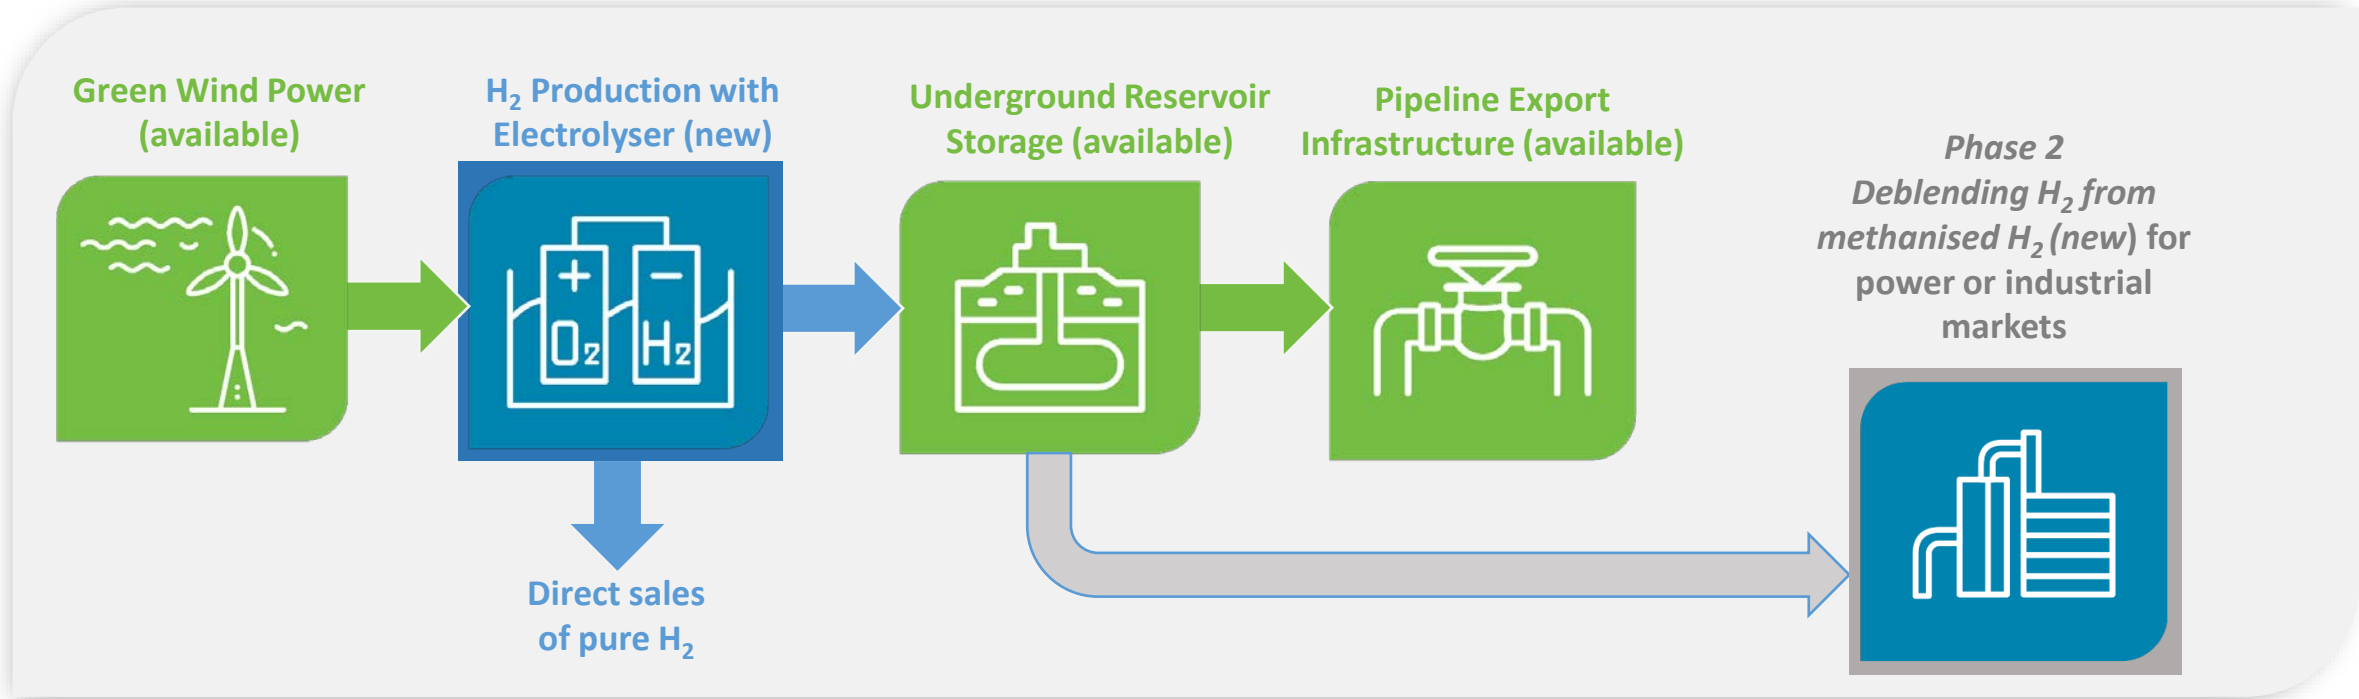 Green Wind Power
(available)
H₂ Production with
Electrolyser (new)
+
−
O₂
H₂
Direct sales
of pure H₂
Underground Reservoir
Storage (available)
Pipeline Export
Infrastructure (available)
Phase 2
Deblending H₂ from
methanised H₂ (new) for
power or industrial
markets